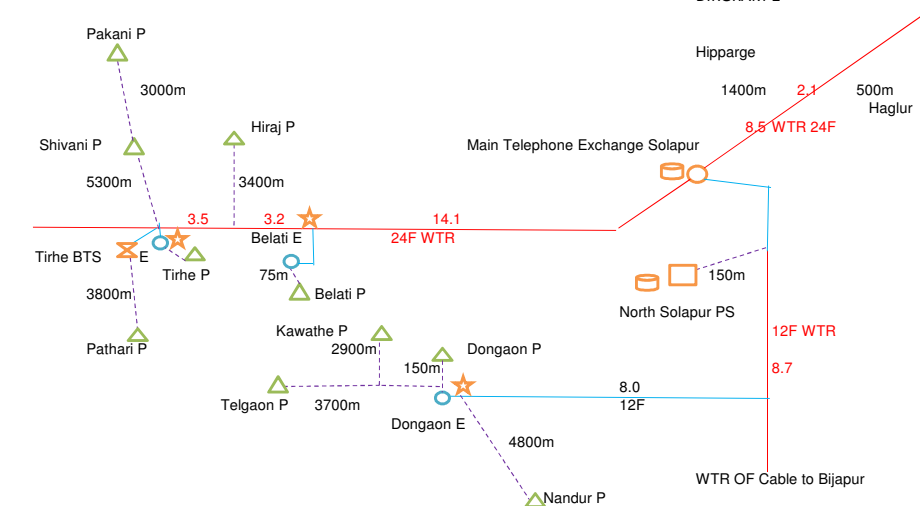 Pakani P
Hipparge
3000m
1400m
2.1
500m
Haglur
Hiraj P
8.5 WTR 24F
Shivani P
Main Telephone Exchange Solapur
5300m
3400m
3.5
3.2
14.1
Belati E
24F WTR
Tirhe BTS
E
Tirhe P
75m
150m
3800m
Belati P
North Solapur PS
Kawathe P
12F WTR
Pathari P
2900m
Dongaon P
150m
8.7
Telgaon P
3700m
8.0
12F
Dongaon E
4800m
WTR OF Cable to Bijapur
Nandur P